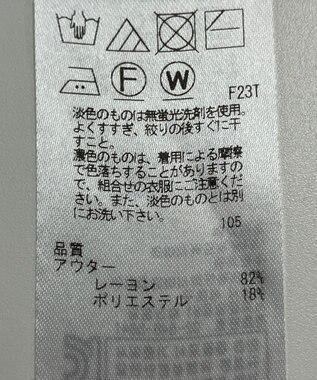 F W
F23T
淡色のものは無蛍光洗剤を使用。
よくすすぎ、絞りの後すぐに干
すこと。
濃色のものは、着用による摩擦
で色落ちすることがありますの
で、組合せの衣服にご注意くだ
さい。また、淡色のものとは別
にお洗い下さい。
105
品質
アウター
レーヨン 82%
ポリエステル 18%